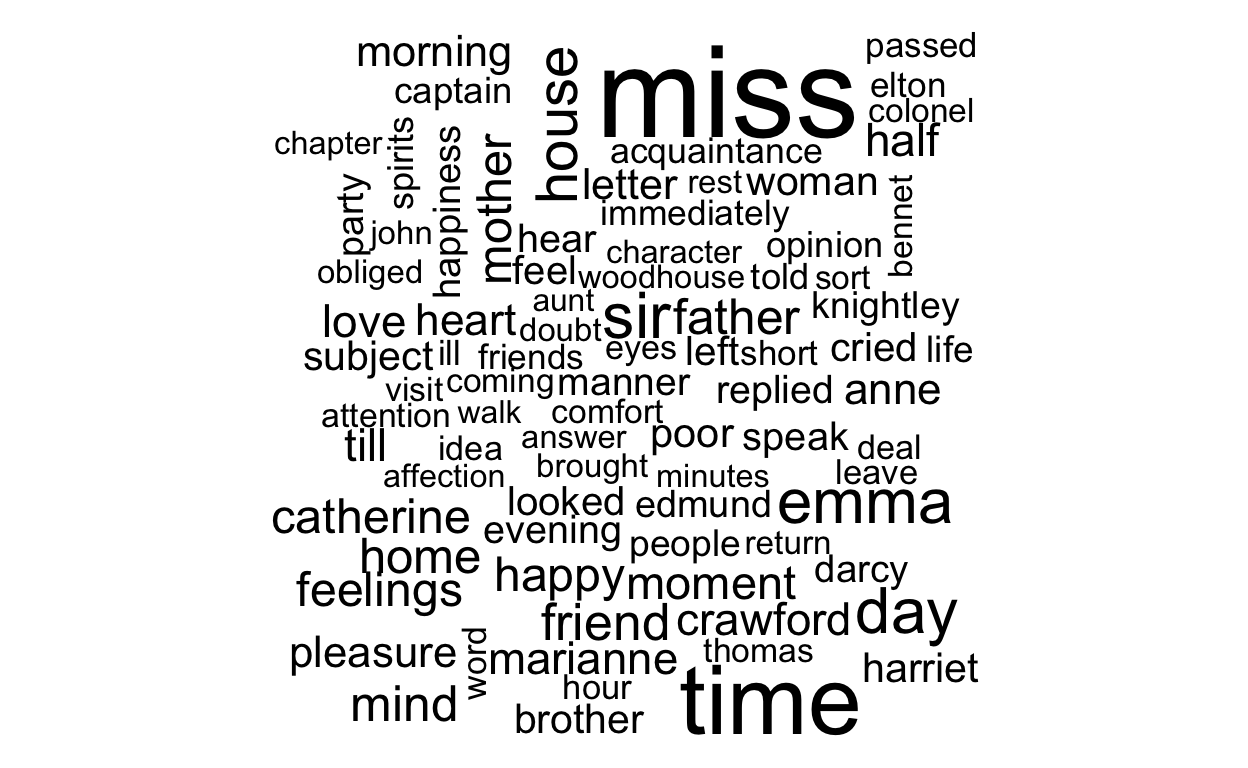 morning
house
miss
passed
captain
elton
colonel
chapter
spirits
happiness
mother
acquaintance
half
party
letter rest woman
bennet
immediately
john
hear
character
opinion
obliged
feel
woodhouse told sort
aunt
love heart
doubt
sir
father
knightley
subject
ill
friends
eyes
left
short
cried life
visit
coming
manner
replied anne
attention
walk
comfort
till
idea
answer
poor speak
deal
affection
brought
minutes
leave
catherine
looked
edmund
emma
evening
people
return
home
feelings
happy
moment
darcy
friend
crawford
day
pleasure
word
marianne
thomas
harriet
mind
hour
brother
time